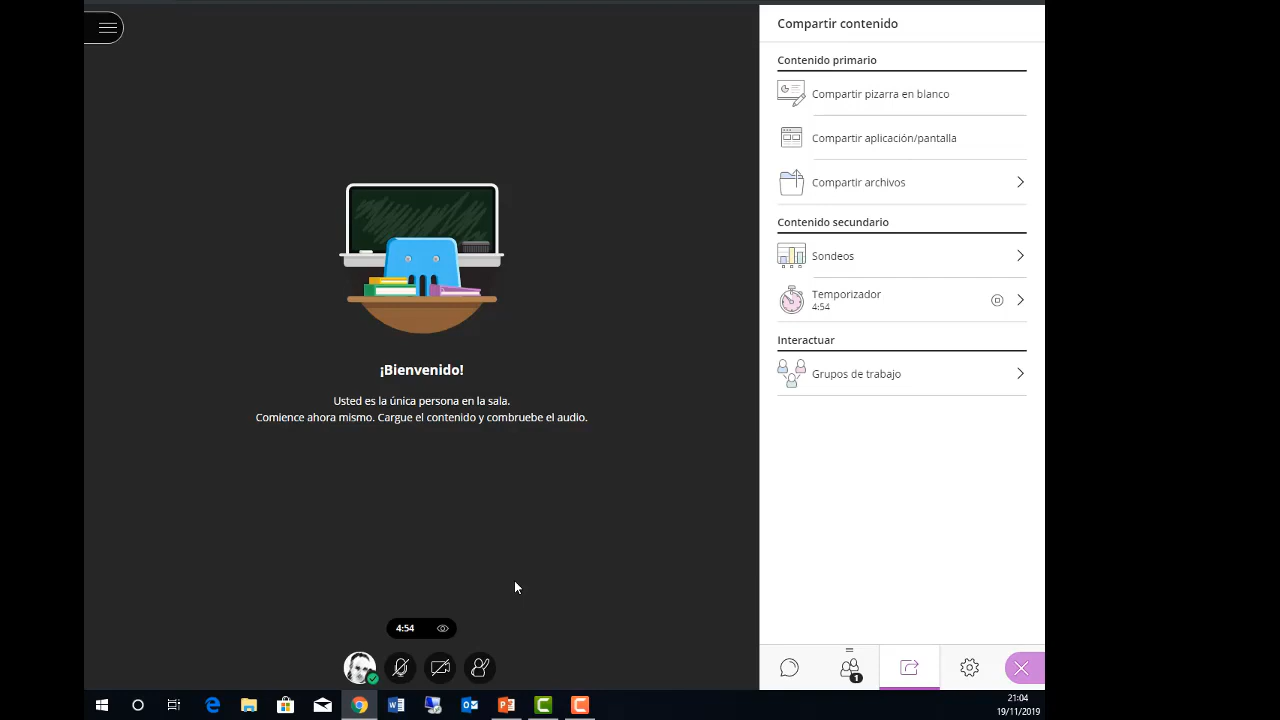 Compartir contenido
Contenido primario
Compartir pizarra en blanco
Compartir aplicación/pantalla
Compartir archivos
Contenido secundario
Sondeos
Temporizador
4:54
Interactuar
Grupos de trabajo
¡Bienvenido!
Usted es la única persona en la sala.
Comience ahora mismo. Cargue el contenido y combruebe el audio.
4:54
1
21:04
19/11/2019